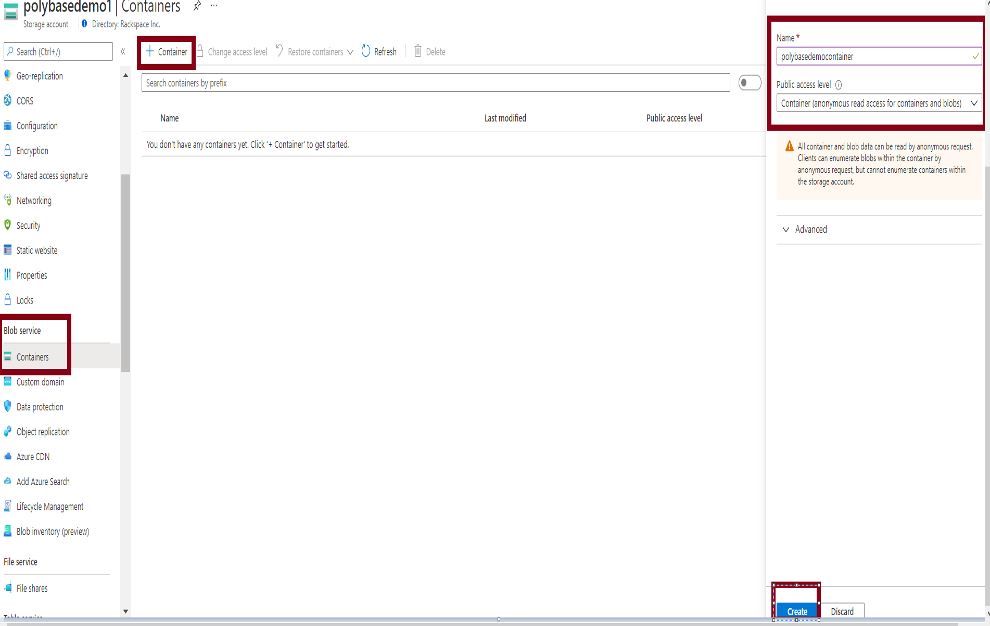 polybasedemo1 | Containers
Storage account
Directory: Rackspace Inc.
Search (Ctrl+/)
Geo-replication
CORS
Configuration
Encryption
Shared access signature
Networking
Security
Static website
Properties
Locks
Blob service
Containers
Custom domain
Data protection
Object replication
Azure CDN
Add Azure Search
Lifecycle Management
Blob inventory (preview)
File service
File shares
+ Container
Change access level
Restore containers
Refresh
Delete
Search containers by prefix
Name
Last modified
Public access level
You don't have any containers yet. Click '+ Container' to get started.
Name *
polybasedemocontainer
Public access level
Container (anonymous read access for containers and blobs)
All container and blob data can be read by anonymous request.
Clients can enumerate blobs within the container by
anonymous request, but cannot enumerate containers within
the storage account.
Advanced
Create
Discard